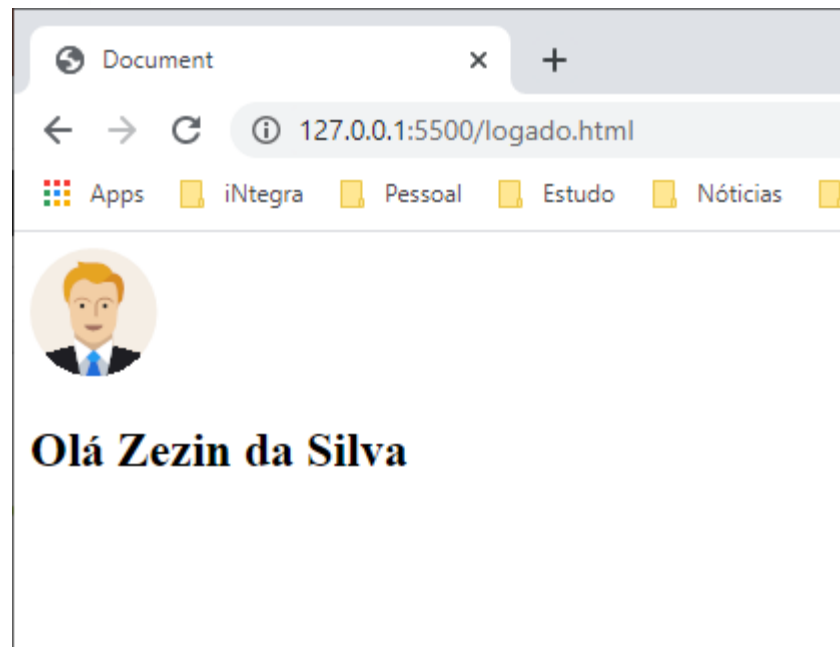 Document
127.0.0.1:5500/logado.html
Apps iNtegra Pessoal Estudo Nóticias
Olá Zezin da Silva